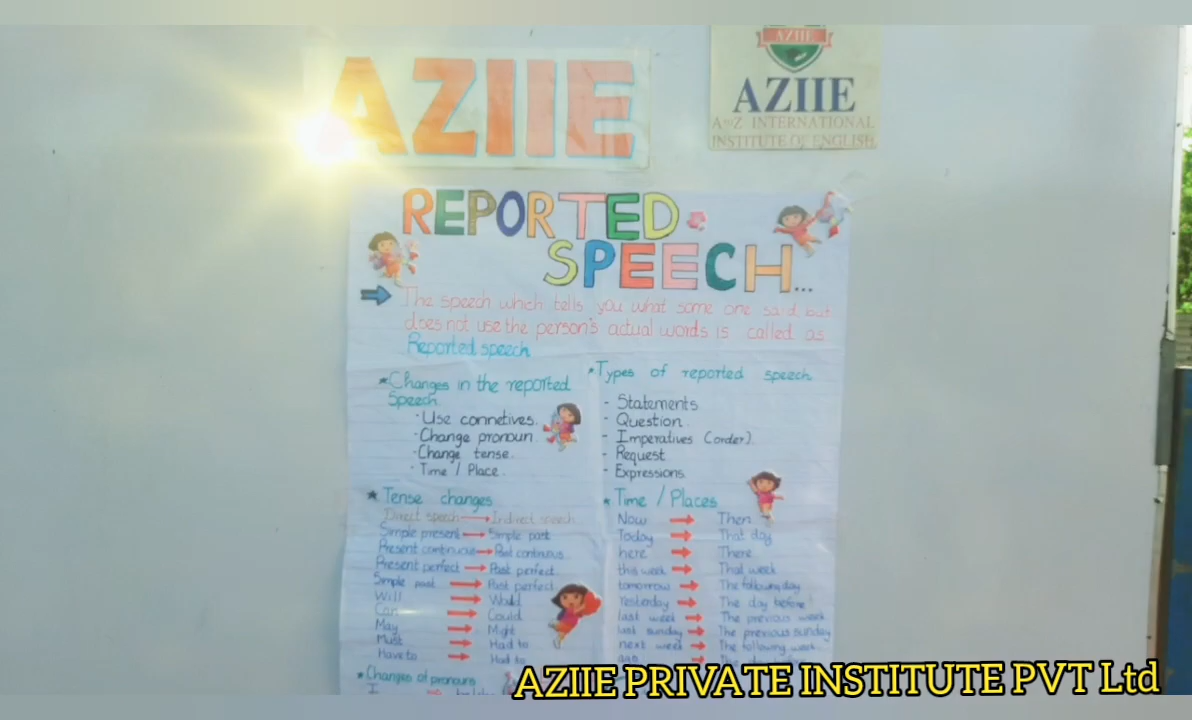 AZIIE
AZIIE
AZIIE
A TO Z INTERNATIONAL
INSTITUTE OF ENGLISH
REPORTED
SPEECH...
The speech which tells you what some one said but
does not use the person's actual words is called as
Reported speech
*Changes in the reported
Speech
· Use connetives.
· Change pronoun.
· Change tense.
· Time / Place.
*Types of reported speech
- Statements
- Question.
- Imperatives (order).
- Request
- Expressions.
* Tense changes
Direct speech → Indirect speech
Simple present → Simple past
Present continuous → Past continuous
Present perfect → Past perfect
Simple past → Past perfect
Will → Would
Can → Could
May → Might
Must → Had to
Have to → Had to
* Time / Places
Now → Then
Today → That day
here → There
this week → That week
tomorrow → The following day
Yesterday → The day before
last week → The previous week
last sunday → The previous sunday
next week → The following week
ago →
* Changes of pronouns
I
AZIIE PRIVATE INSTITUTE PVT Ltd